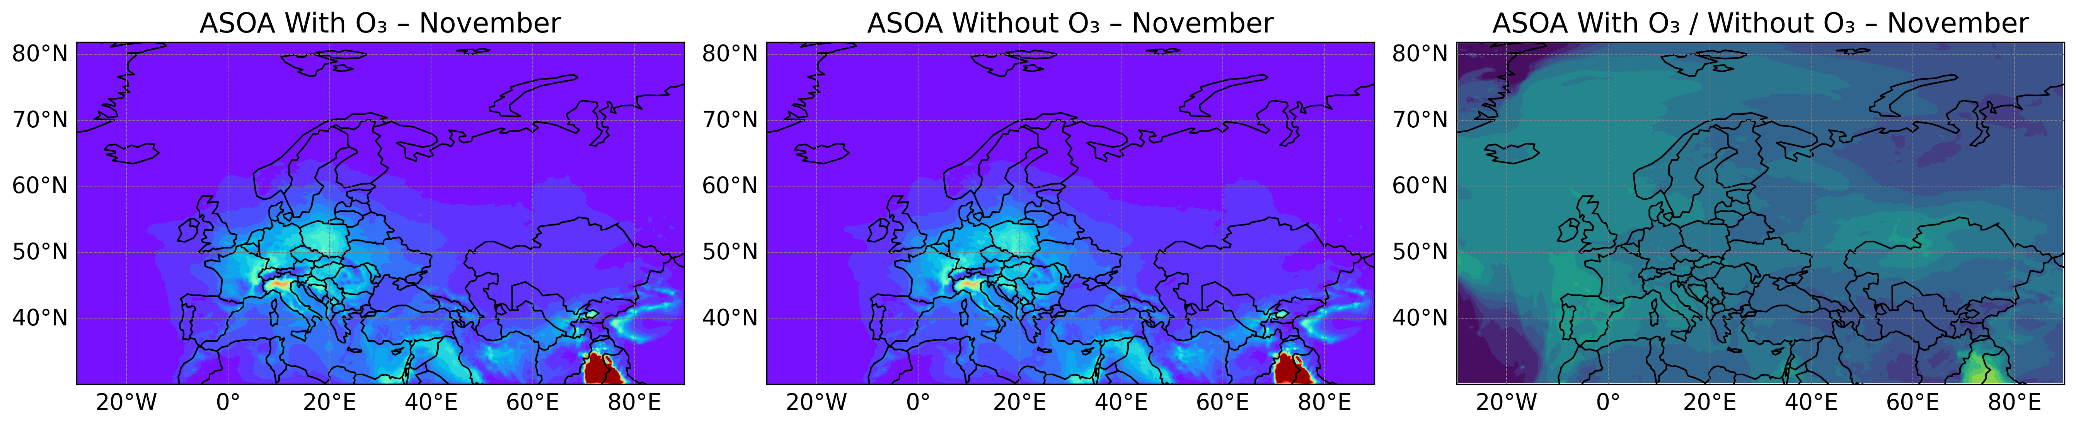 ASOA With O₃ – November
ASOA Without O₃ – November
ASOA With O₃ / Without O₃ – November
80°N
70°N
60°N
50°N
40°N
20°W 0° 20°E 40°E 60°E 80°E
80°N
70°N
60°N
50°N
40°N
20°W 0° 20°E 40°E 60°E 80°E
80°N
70°N
60°N
50°N
40°N
20°W 0° 20°E 40°E 60°E 80°E